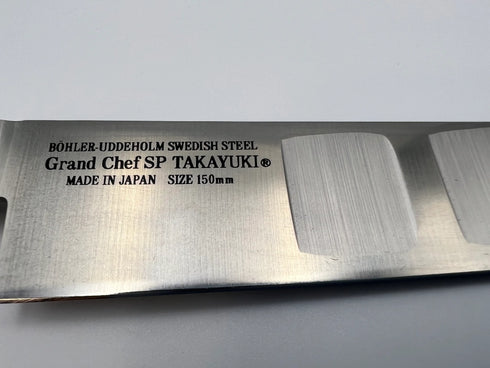 BÖHLER-UDDEHOLM SWEDISH STEEL
Grand Chef SP TAKAYUKI®
MADE IN JAPAN SIZE 150mm